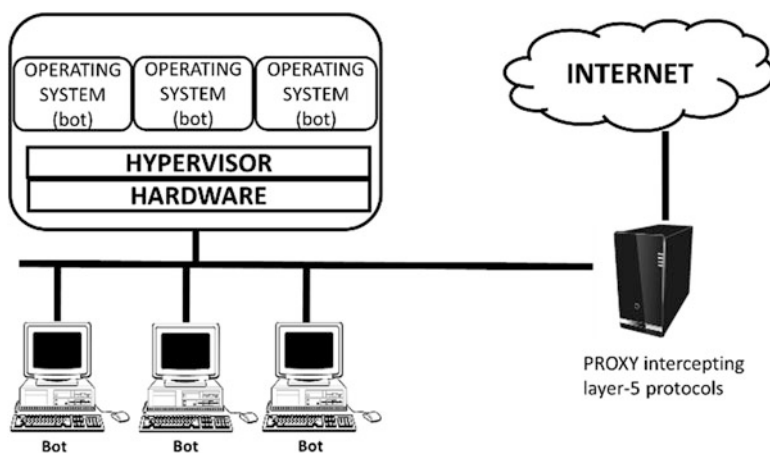 OPERATING
SYSTEM
(bot)
OPERATING
SYSTEM
(bot)
OPERATING
SYSTEM
(bot)
HYPERVISOR
HARDWARE
INTERNET
PROXY intercepting
layer-5 protocols
Bot
Bot
Bot